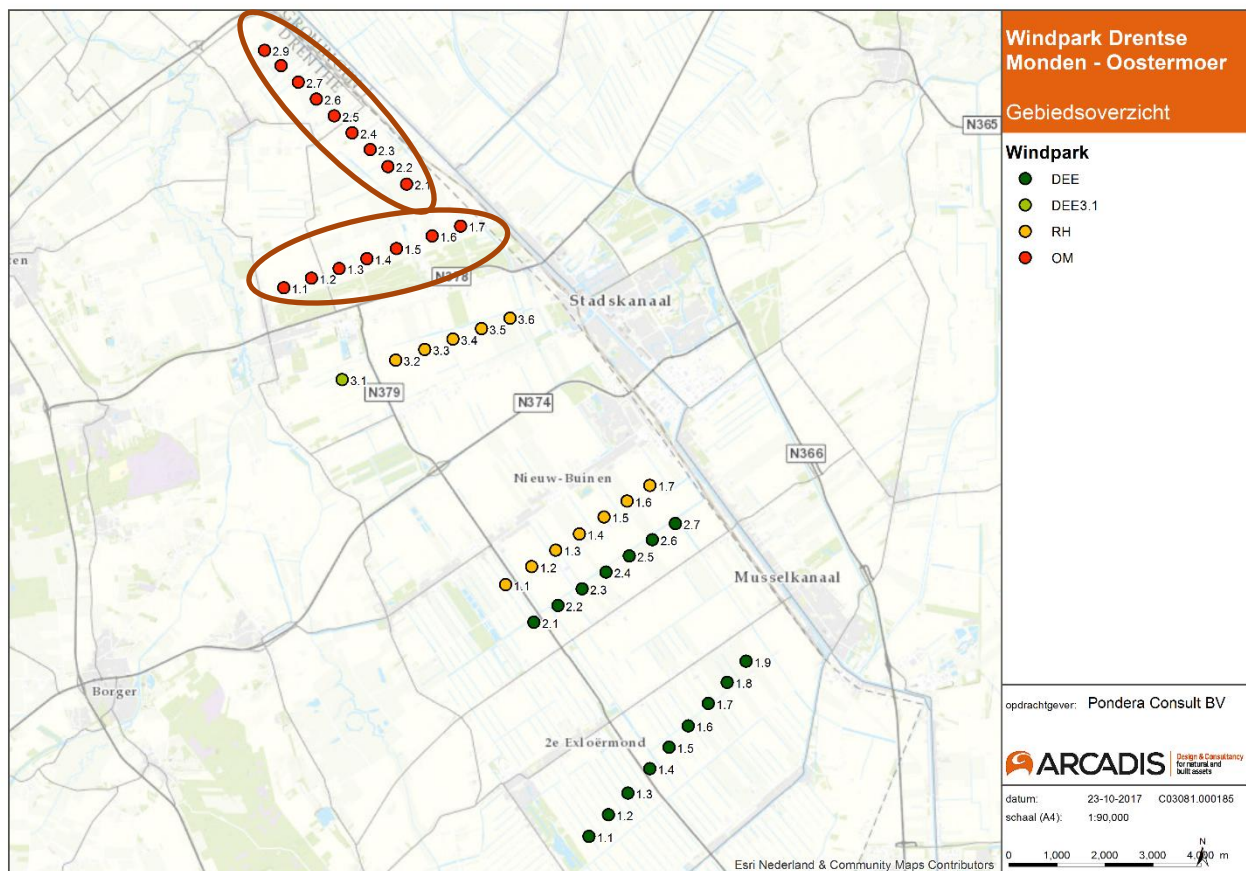 GRONINGEN
DRENTHE
2.9
2.7
2.6
2.5
2.4
2.3
2.2
2.1
N365
1.7
1.6
1.5
1.4
1.3
1.2
1.1
N378
ten
Stadskanaal
3.6
3.5
3.4
3.3
3.2
3.1
N379
N374
N366
Nieuw-Buinen
1.7
1.6
1.5
1.4
1.3
1.2
1.1
2.7
2.6
2.5
2.4
2.3
2.2
2.1
Musselkanaal
Borger
2e Exloërmond
1.9
1.8
1.7
1.6
1.5
1.4
1.3
1.2
1.1
Esri Nederland & Community Maps Contributors
Windpark Drentse
Monden - Oostermoer
Gebiedsoverzicht
Windpark
DEE
DEE3.1
RH
OM
opdrachtgever: Pondera Consult BV
ARCADIS
Design & Consultancy
for natural and
built assets
datum: 23-10-2017 C03081.000185
schaal (A4): 1:90,000
N
0 1,000 2,000 3,000 4,000 m